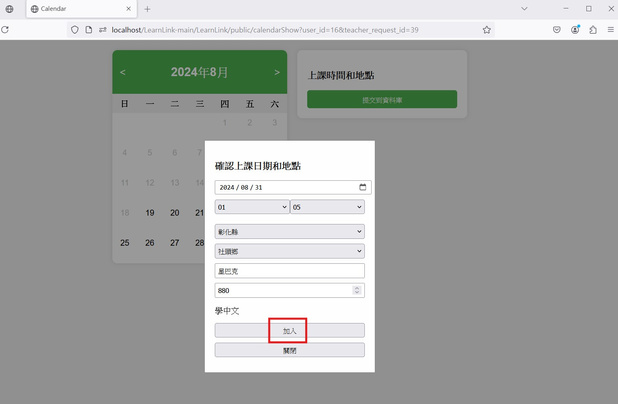 Calendar
localhost/LearnLink-main/LearnLink/public/calendarShow?user_id=16&teacher_request_id=39
< 2024年8月 >
日 一 二 三 四 五 六
1 2 3
4 5 6 7
11 12 13 14
18 19 20 21
25 26 27 28
上課時間和地點
提交到資料庫
確認上課日期和地點
2024 / 08 / 31
01 05
彰化縣
社頭鄉
星巴克
880
學中文
加入
關閉